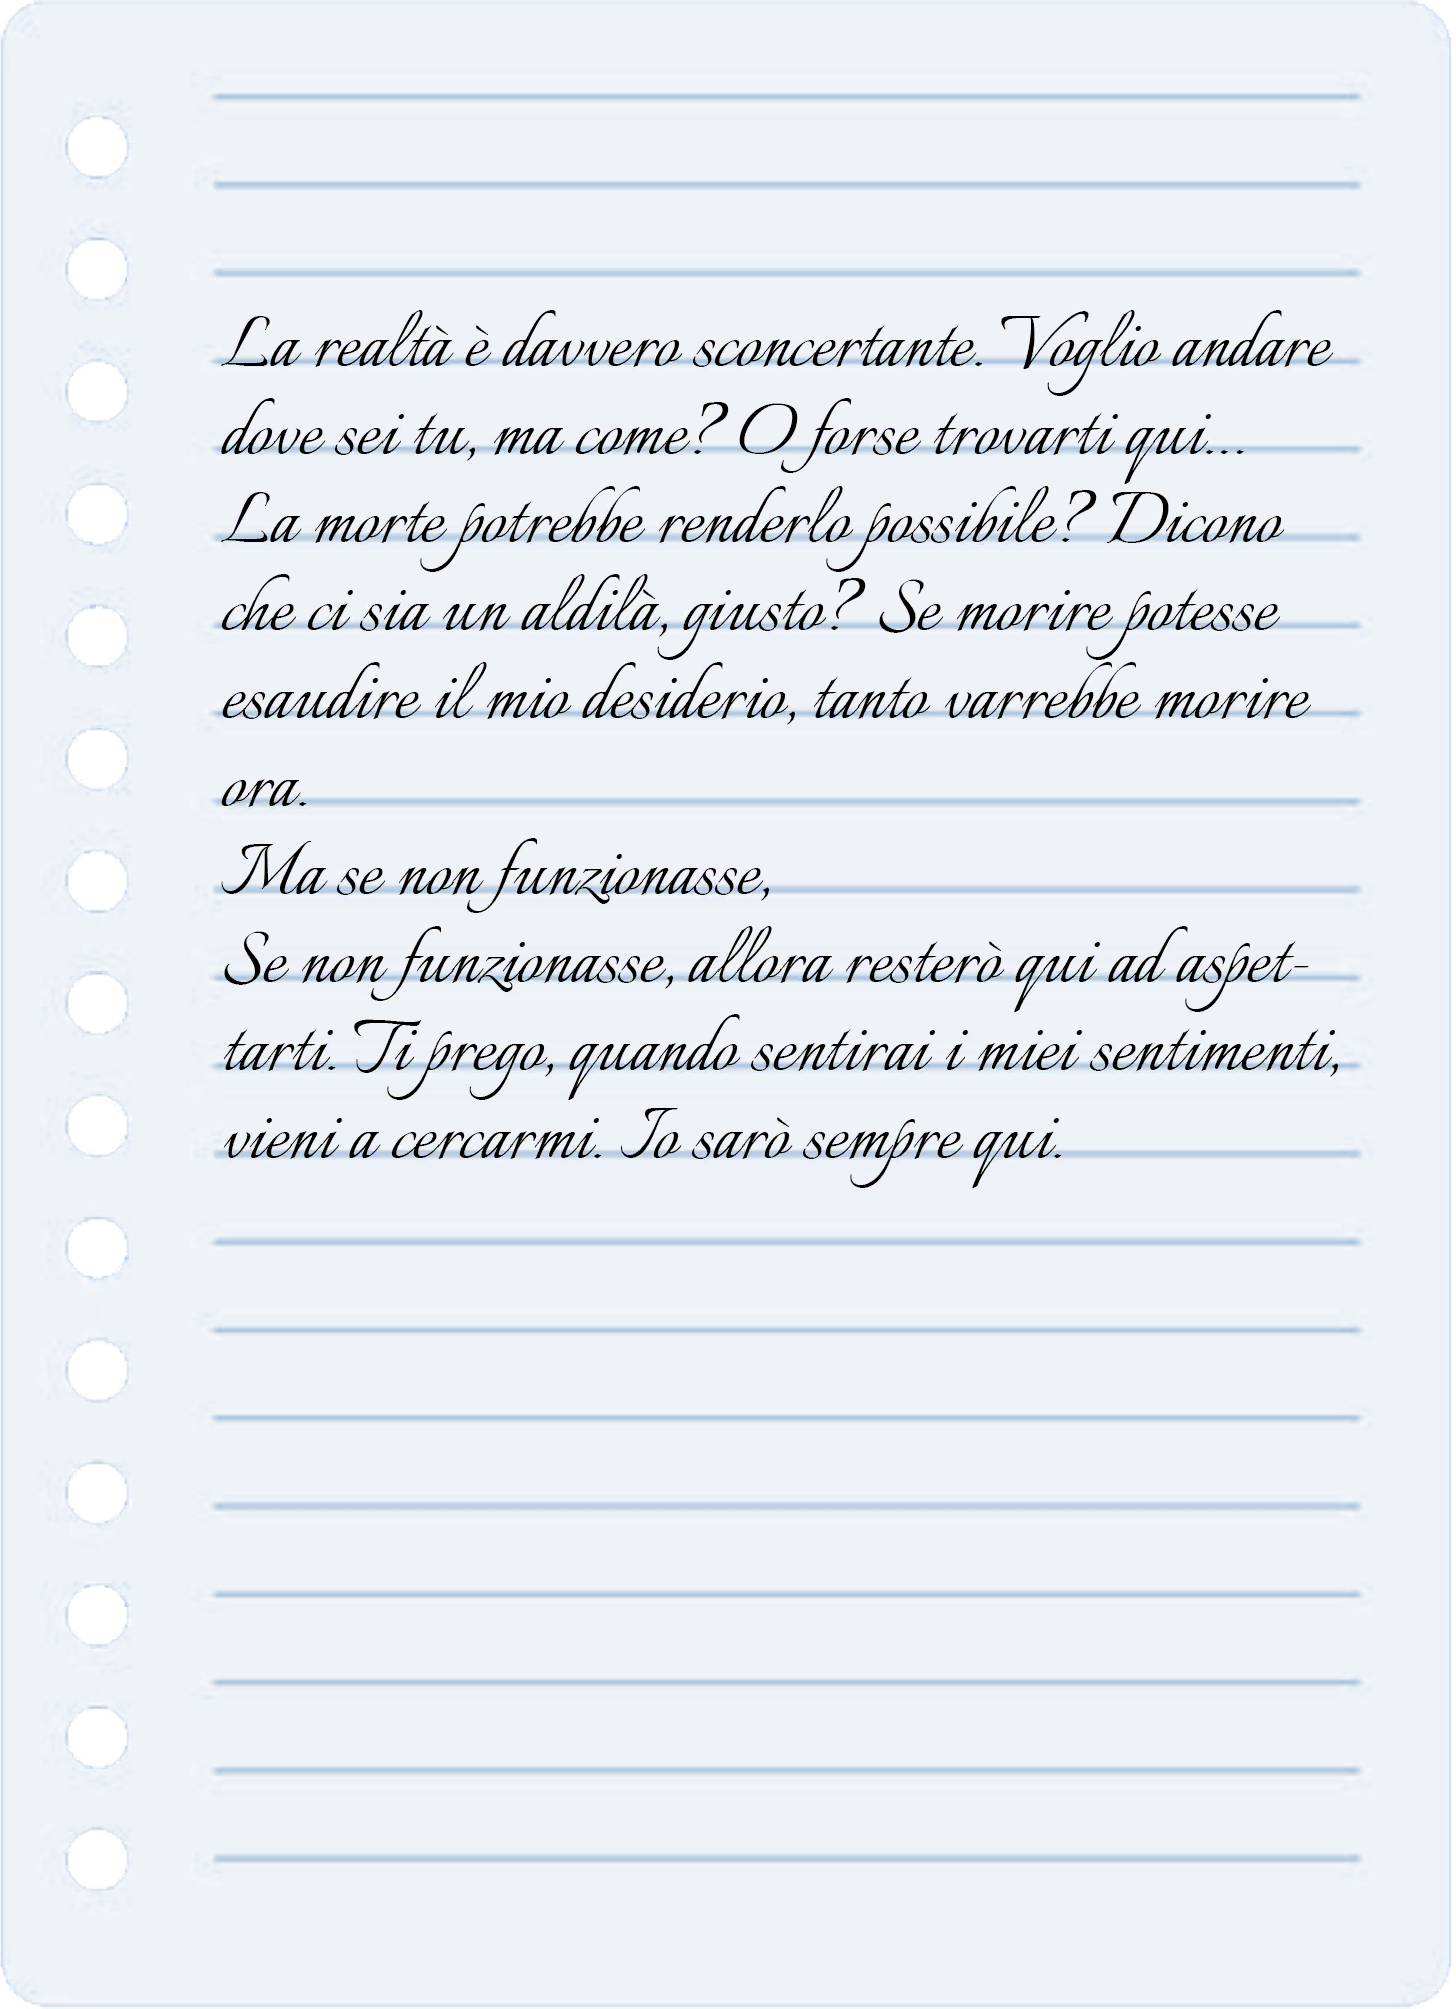 La realtà è davvero sconcertante. Voglio andare
dove sei tu, ma come? O forse trovarti qui...
La morte potrebbe renderlo possibile? Dicono
che ci sia un aldilà, giusto? Se morire potesse
esaudire il mio desiderio, tanto varrebbe morire
ora.
Ma se non funzionasse,
Se non funzionasse, allora resterò qui ad aspet-
tarti. Ti prego, quando sentirai i miei sentimenti,
vieni a cercarmi. Io sarò sempre qui.